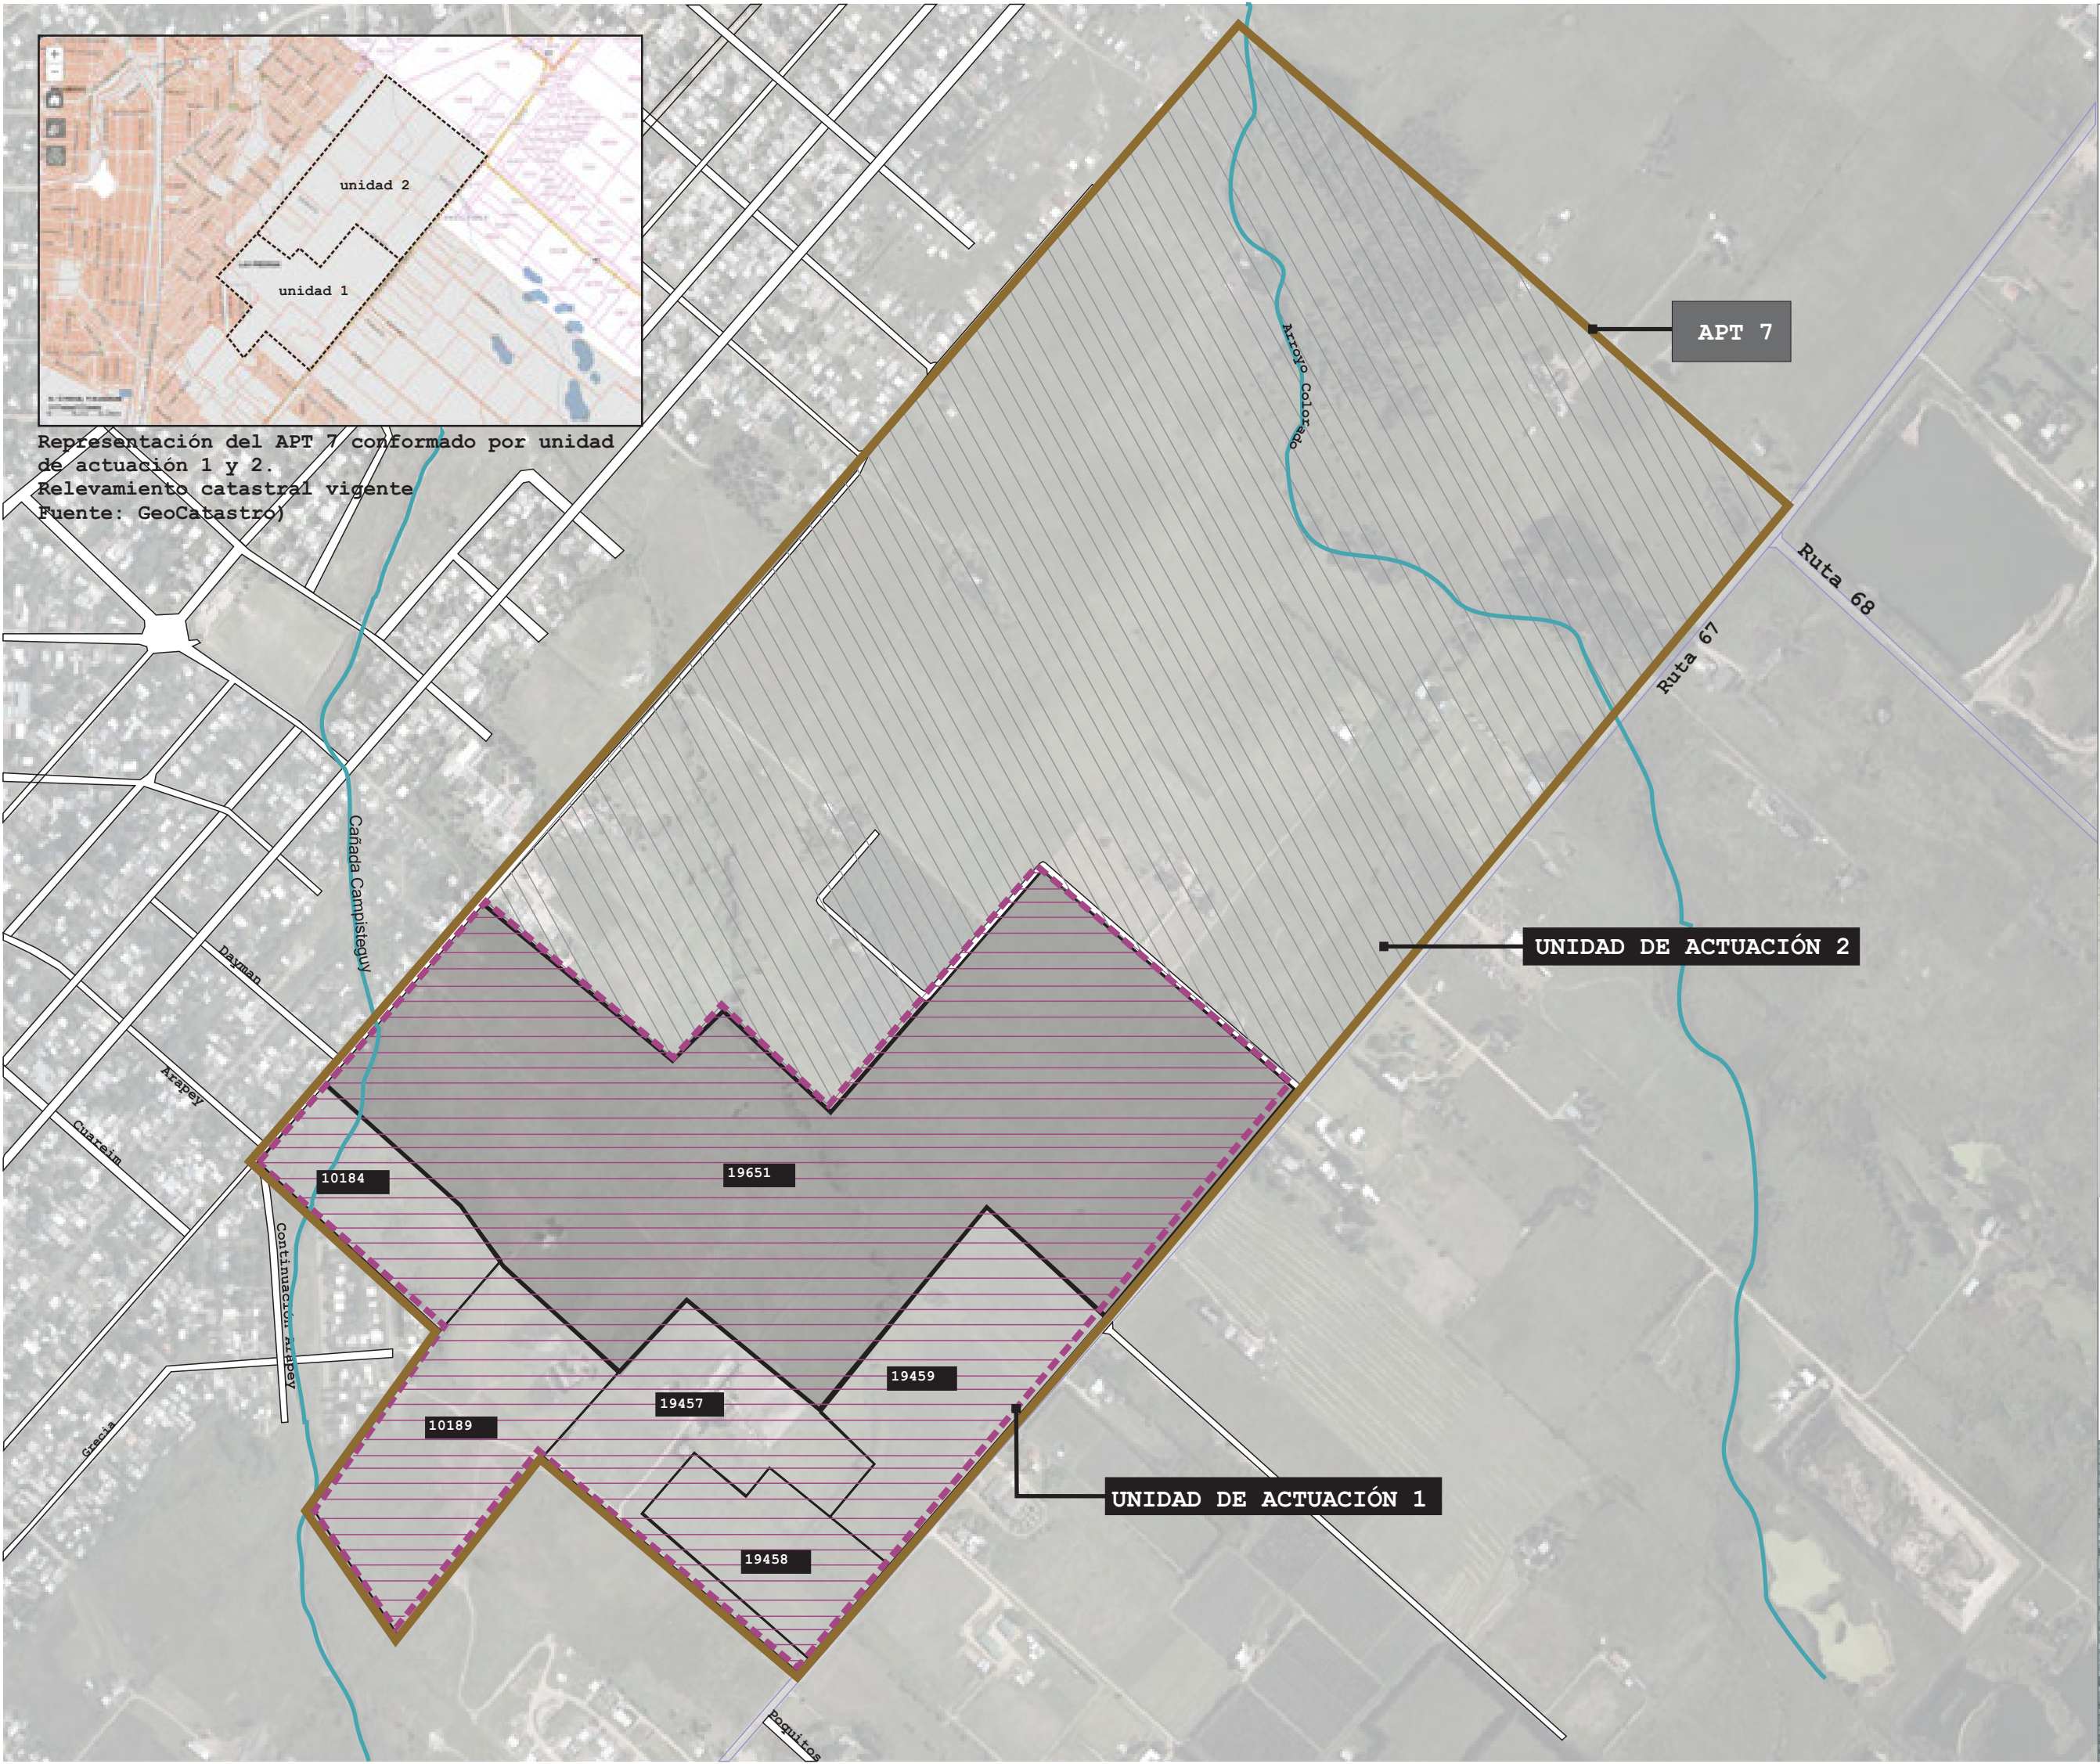 unidad 2
unidad 1
Representación del APT 7 conformado por unidad
de actuación 1 y 2.
Relevamiento catastral vigente
Fuente: GeoCatastro)
APT 7
Arroyo Colorado
Ruta 68
Ruta 67
Cañada Campisteguy
UNIDAD DE ACTUACIÓN 2
Dayman
Arapey
Cuareim
10184
19651
Continuación Arapey
19459
19457
10189
Grecia
UNIDAD DE ACTUACIÓN 1
19458
Poquitos